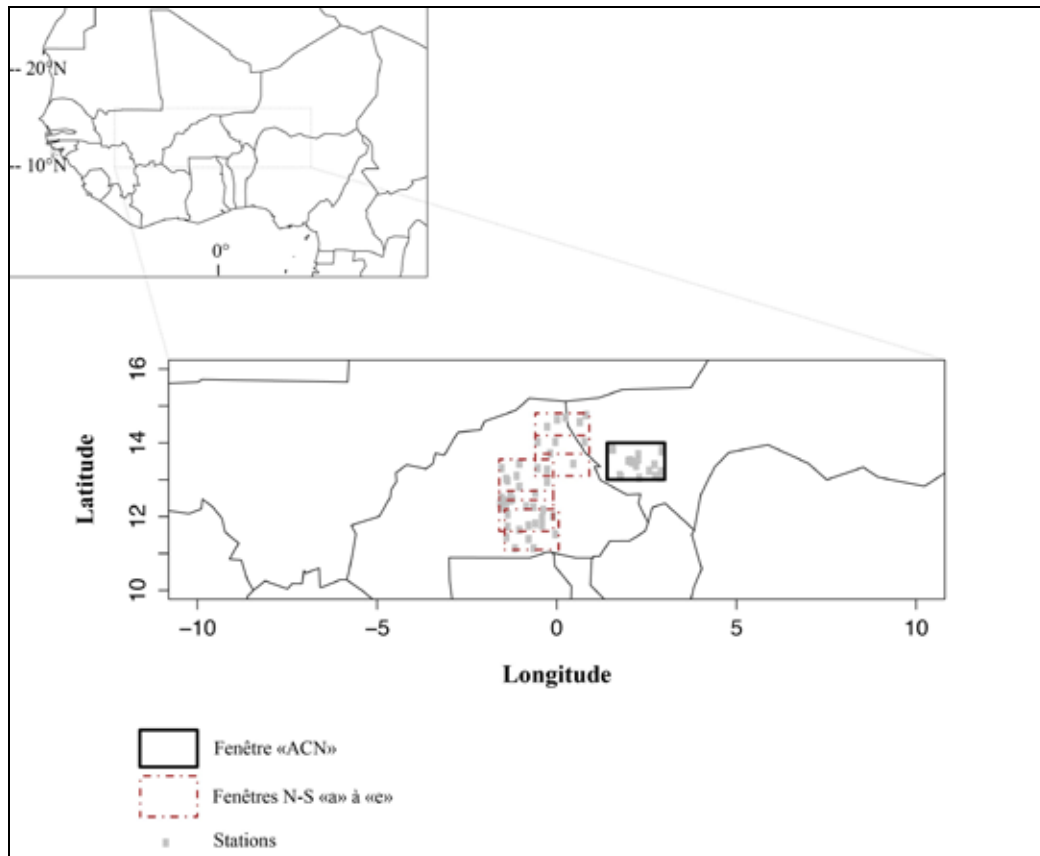 -- 20°N
-- 10°N
0°
16
14
12
10
Latitude
−10 −5 0 5 10
Longitude
Fenêtre «ACN»
Fenêtres N-S «a» à «e»
Stations